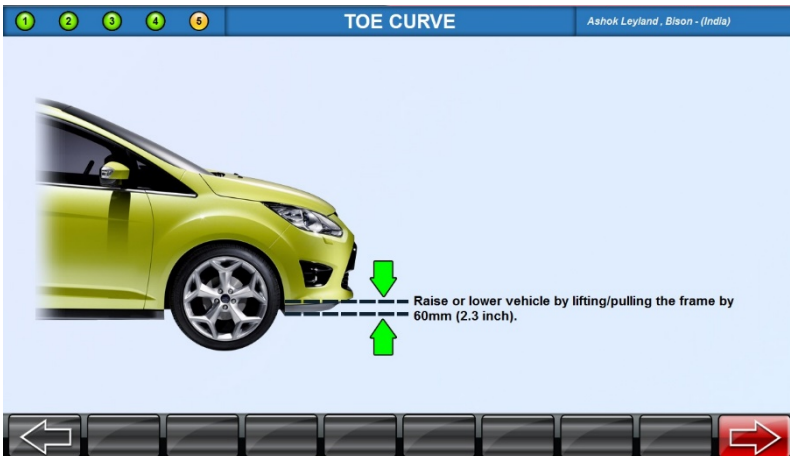 1 2 3 4 5 TOE CURVE Ashok Leyland , Bison - (India)
Raise or lower vehicle by lifting/pulling the frame by
60mm (2.3 inch).